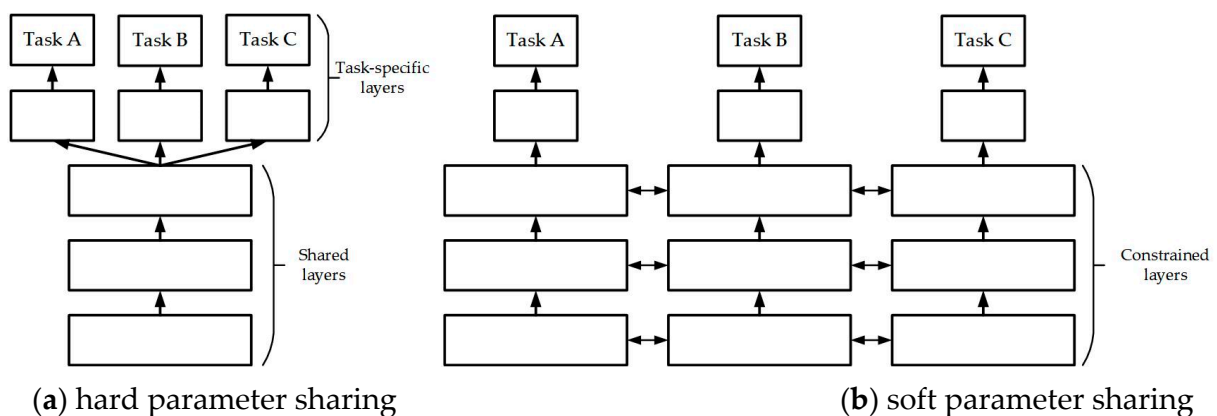 Task A
Task B
Task C
Task-specific
layers
Shared
layers
(a) hard parameter sharing
Task A
Task B
Task C
Constrained
layers
(b) soft parameter sharing